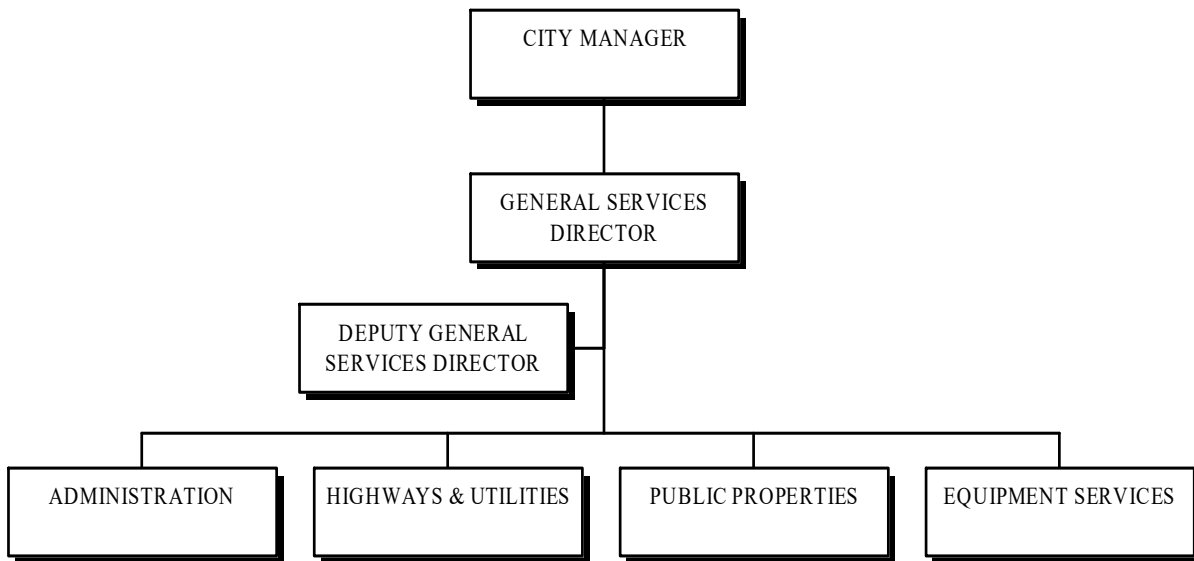 CITY MANAGER
GENERAL SERVICES
DIRECTOR
DEPUTY GENERAL
SERVICES DIRECTOR
ADMINISTRATION
HIGHWAYS & UTILITIES
PUBLIC PROPERTIES
EQUIPMENT SERVICES